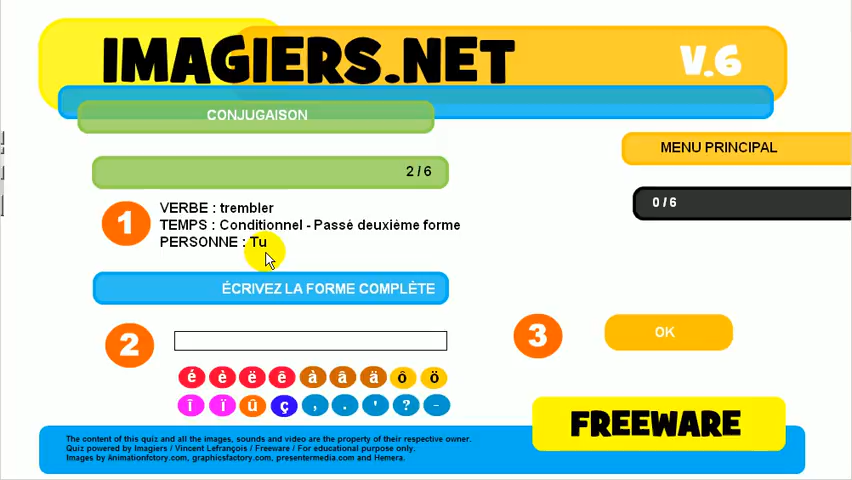 IMAGIERS.NET
V.6
CONJUGAISON
MENU PRINCIPAL
2 / 6
0 / 6
1
VERBE : trembler
TEMPS : Conditionnel - Passé deuxième forme
PERSONNE : Tu
ÉCRIVEZ LA FORME COMPLÈTE
2
3
OK
é è ë ê à â ä ô ö
î ï û ç , . ' ? -
FREEWARE
The content of this quiz and all the images, sounds and video are the property of their respective owner.
Quiz powered by Imagiers / Vincent Lefrançois / Freeware / For educational purpose only.
Images by Animationfctory.com, graphicsfactory.com, presentermedia.com and Hemera.